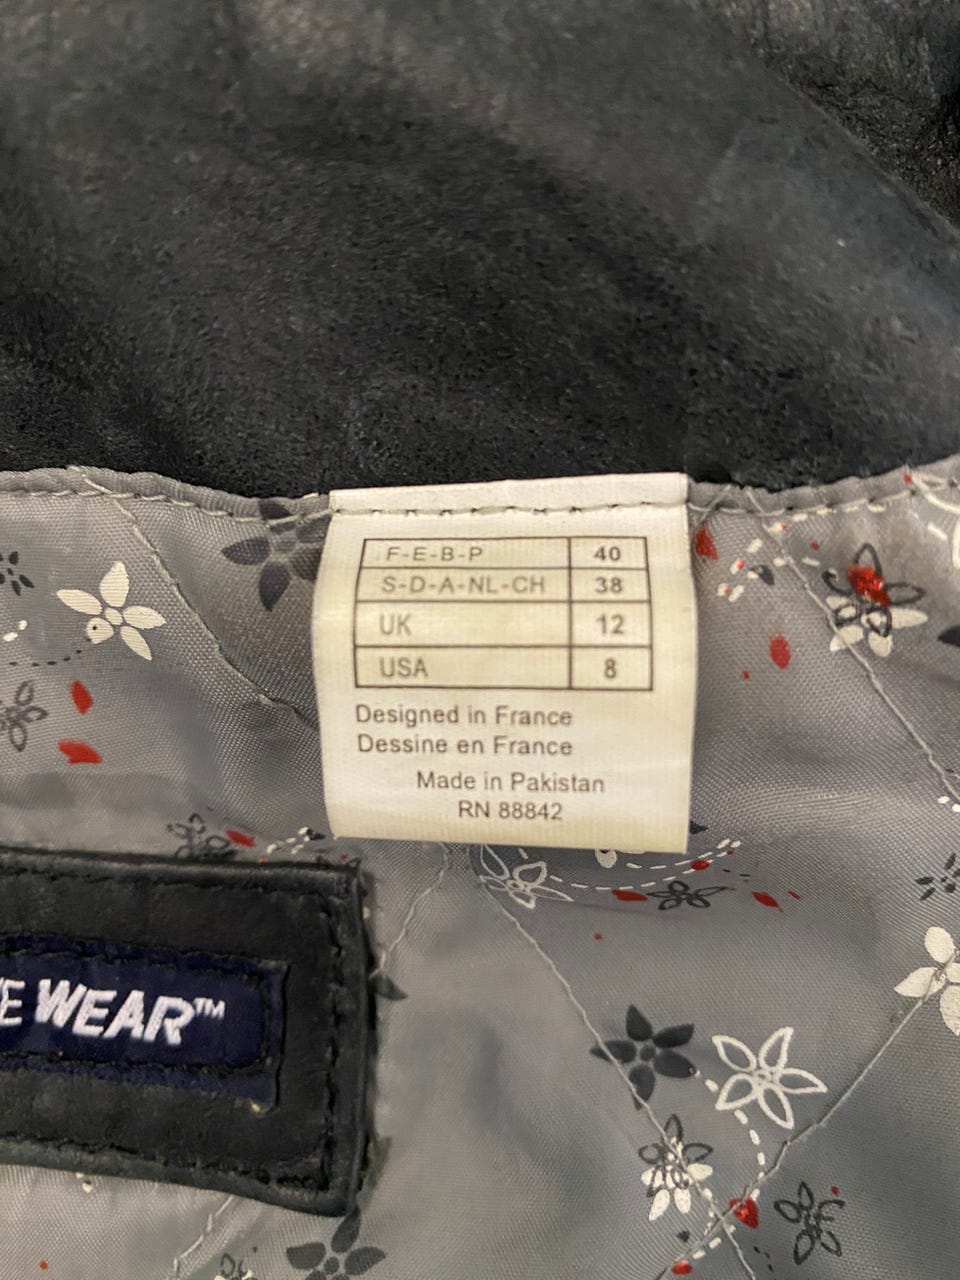 F-E-B-P 40
S-D-A-NL-CH 38
UK 12
USA 8
Designed in France
Dessine en France
Made in Pakistan
RN 88842
WEAR™